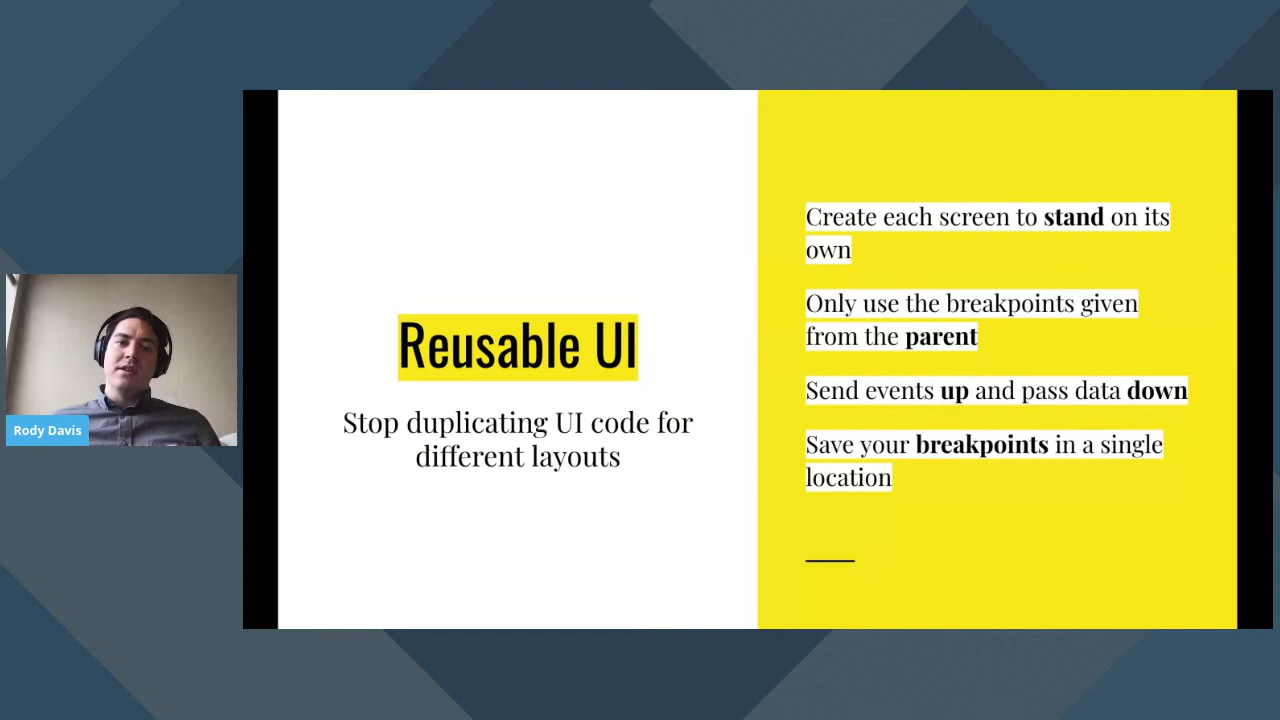 Reusable UI
Stop duplicating UI code for
different layouts
Create each screen to stand on its
own
Only use the breakpoints given
from the parent
Send events up and pass data down
Save your breakpoints in a single
location
Rody Davis